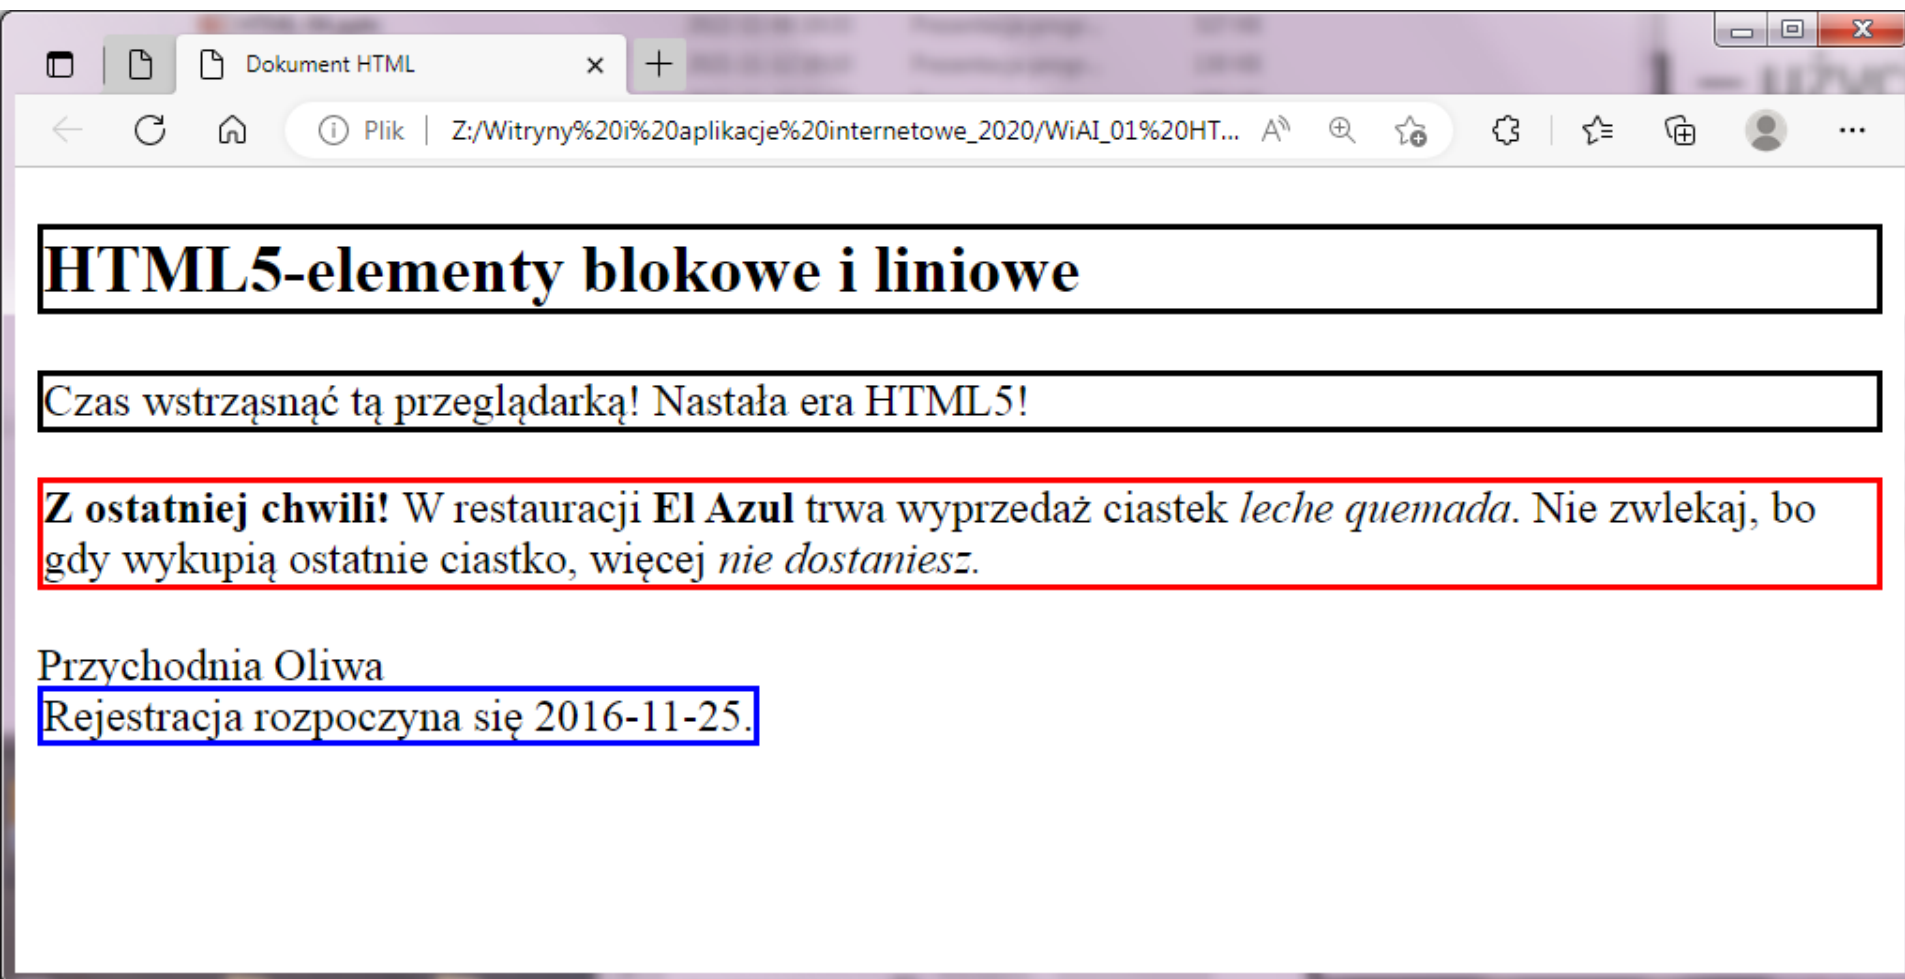 użyc
Dokument HTML
Plik
Z:/Witryny%20i%20aplikacje%20internetowe_2020/WiAI_01%20HT...
HTML5-elementy blokowe i liniowe
Czas wstrząsnąć tą przeglądarką! Nastała era HTML5!
Z ostatniej chwili! W restauracji El Azul trwa wyprzedaż ciastek leche quemada. Nie zwlekaj, bo
gdy wykupią ostatnie ciastko, więcej nie dostaniesz.
Przychodnia Oliwa
Rejestracja rozpoczyna się 2016-11-25.